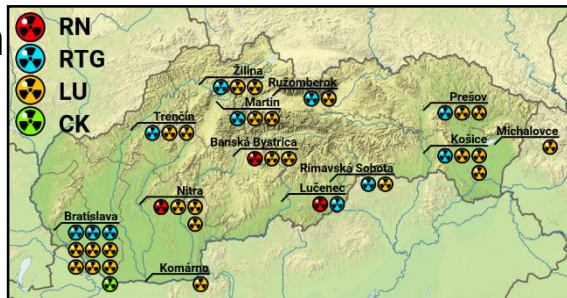 RN
RTG
LU
CK
Žilina
Ružomberok
Martin
Prešov
Trenčín
Michalovce
Košice
Banská Bystrica
Rimavská Sobota
Lučenec
Nitra
Bratislava
Komárno